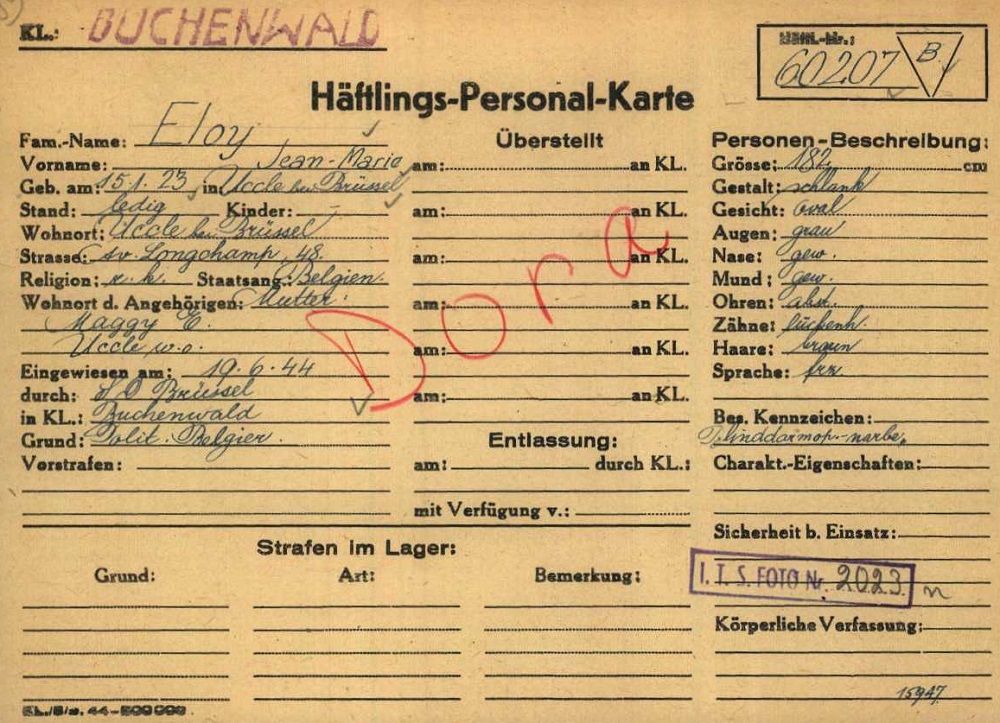 KL.: BUCHENWALD
Häftl.-Nr.:
60207 B.
Häftlings-Personal-Karte
Fam.-Name: Eloy
Vorname: Jean-Marie
Geb. am: 15.1.23 in Uccle bei Brüssel
Stand: ledig Kinder: -
Wohnort: Uccle bei Brüssel
Strasse: av. Longchamp, 48.
Religion: r.k. Staatsang.: Belgien.
Wohnort d. Angehörigen: Mutter:
Maggy E.
Uccle w.o.
Eingewiesen am: 19.6.44
durch: Brüssel
in KL.: Buchenwald
Grund: Polit. Belgier.
Vorstrafen:
Überstellt
am: an KL.
am: an KL.
am: an KL.
am: an KL.
am: an KL.
am: an KL.
Dora
Entlassung:
am: durch KL.:
mit Verfügung v.:
Personen-Beschreibung:
Grösse: 182 cm
Gestalt: schlank
Gesicht: oval
Augen: grau
Nase: gew.
Mund: gew.
Ohren: abst.
Zähne: lückenh.
Haare: braun
Sprache: frz.
Bes. Kennzeichen:
Blinddarmop.-narbe.
Charakt.-Eigenschaften:
Sicherheit b. Einsatz:
I.T.S. FOTO Nr. 2023 n
Körperliche Verfassung:
15947
Strafen im Lager:
Grund: Art: Bemerkung: